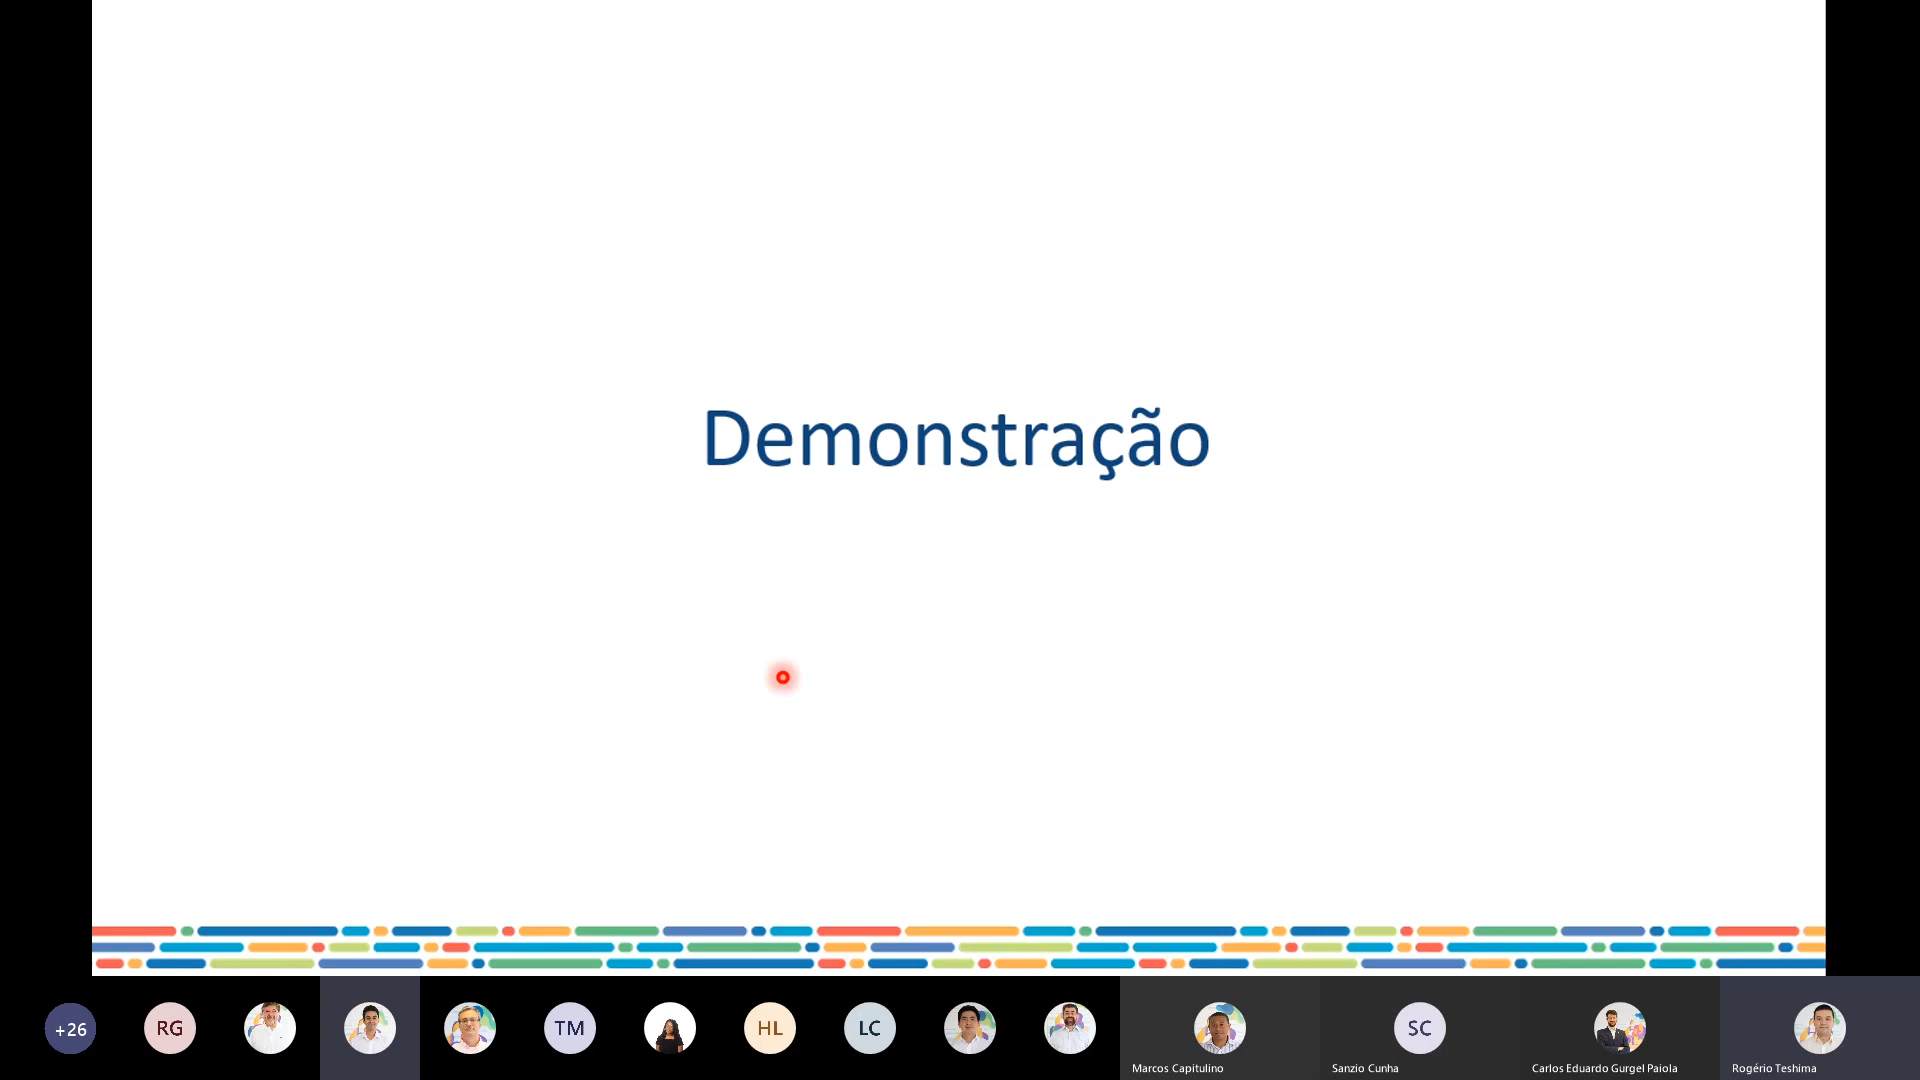 Demonstração
+26
RG
TM
HL
LC
SC
Marcos Capitulino
Sanzio Cunha
Carlos Eduardo Gurgel Paiola
Rogério Teshima